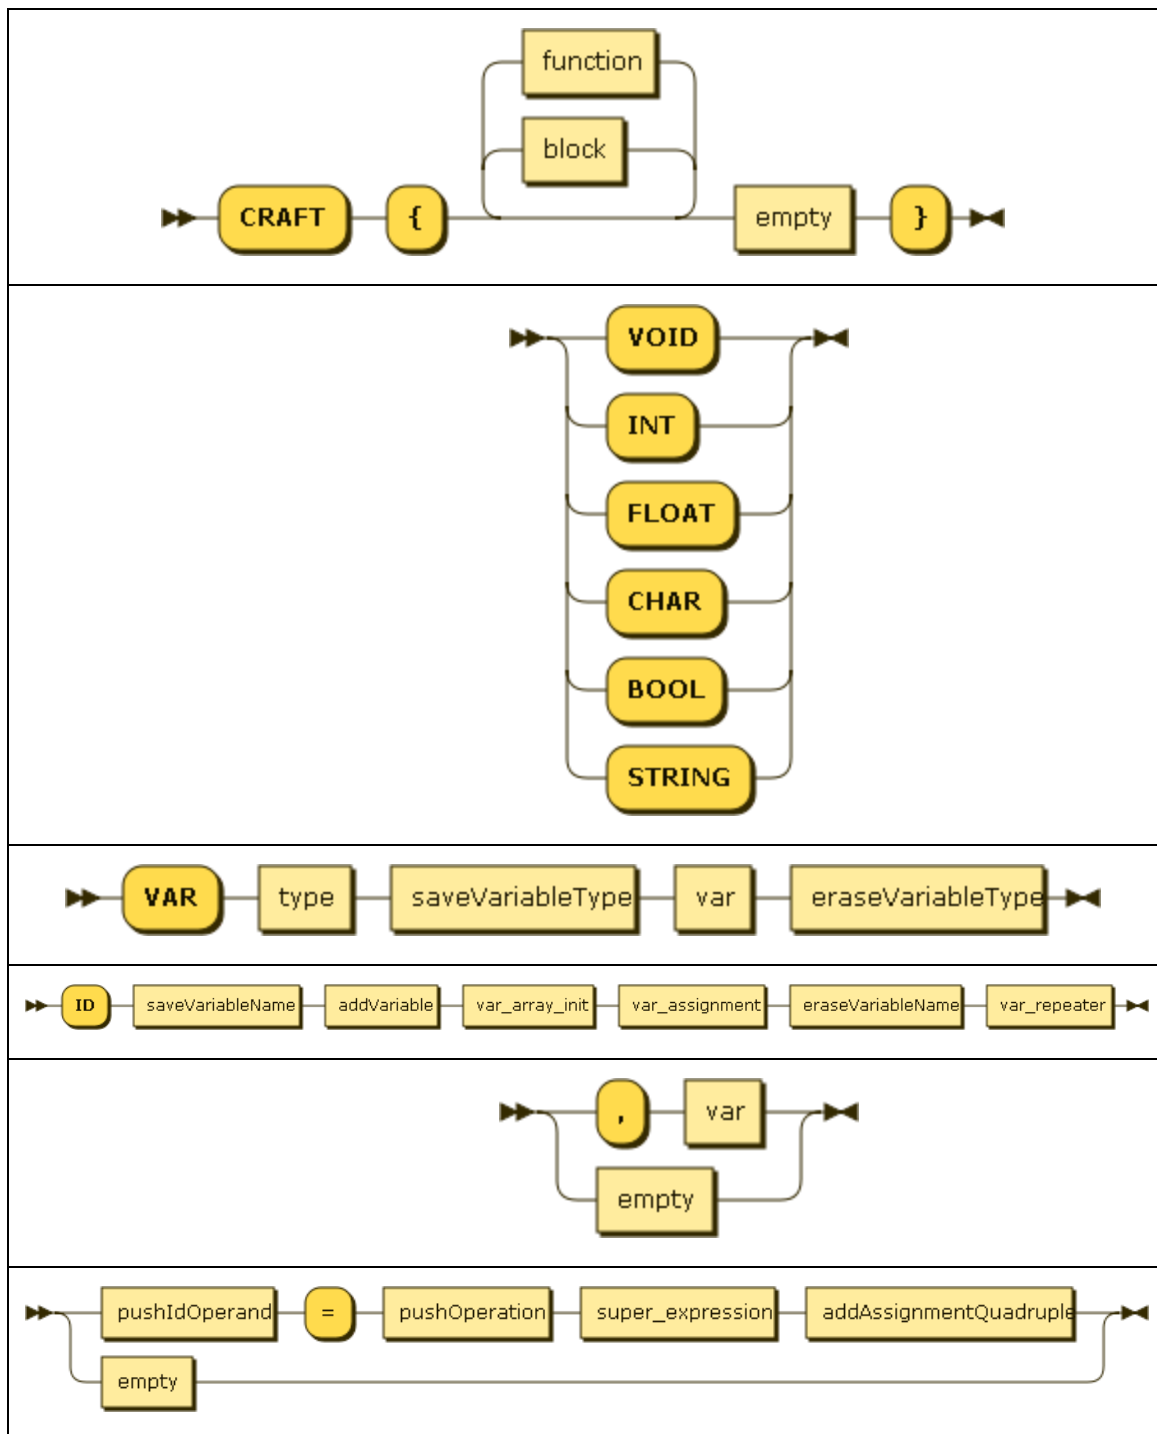 function
block
CRAFT { empty }
VOID
INT
FLOAT
CHAR
BOOL
STRING
VAR type saveVariableType var eraseVariableType
ID saveVariableName addVariable var_array_init var_assignment eraseVariableName var_repeater
, var
empty
pushIdOperand = pushOperation super_expression addAssignmentQuadruple
empty